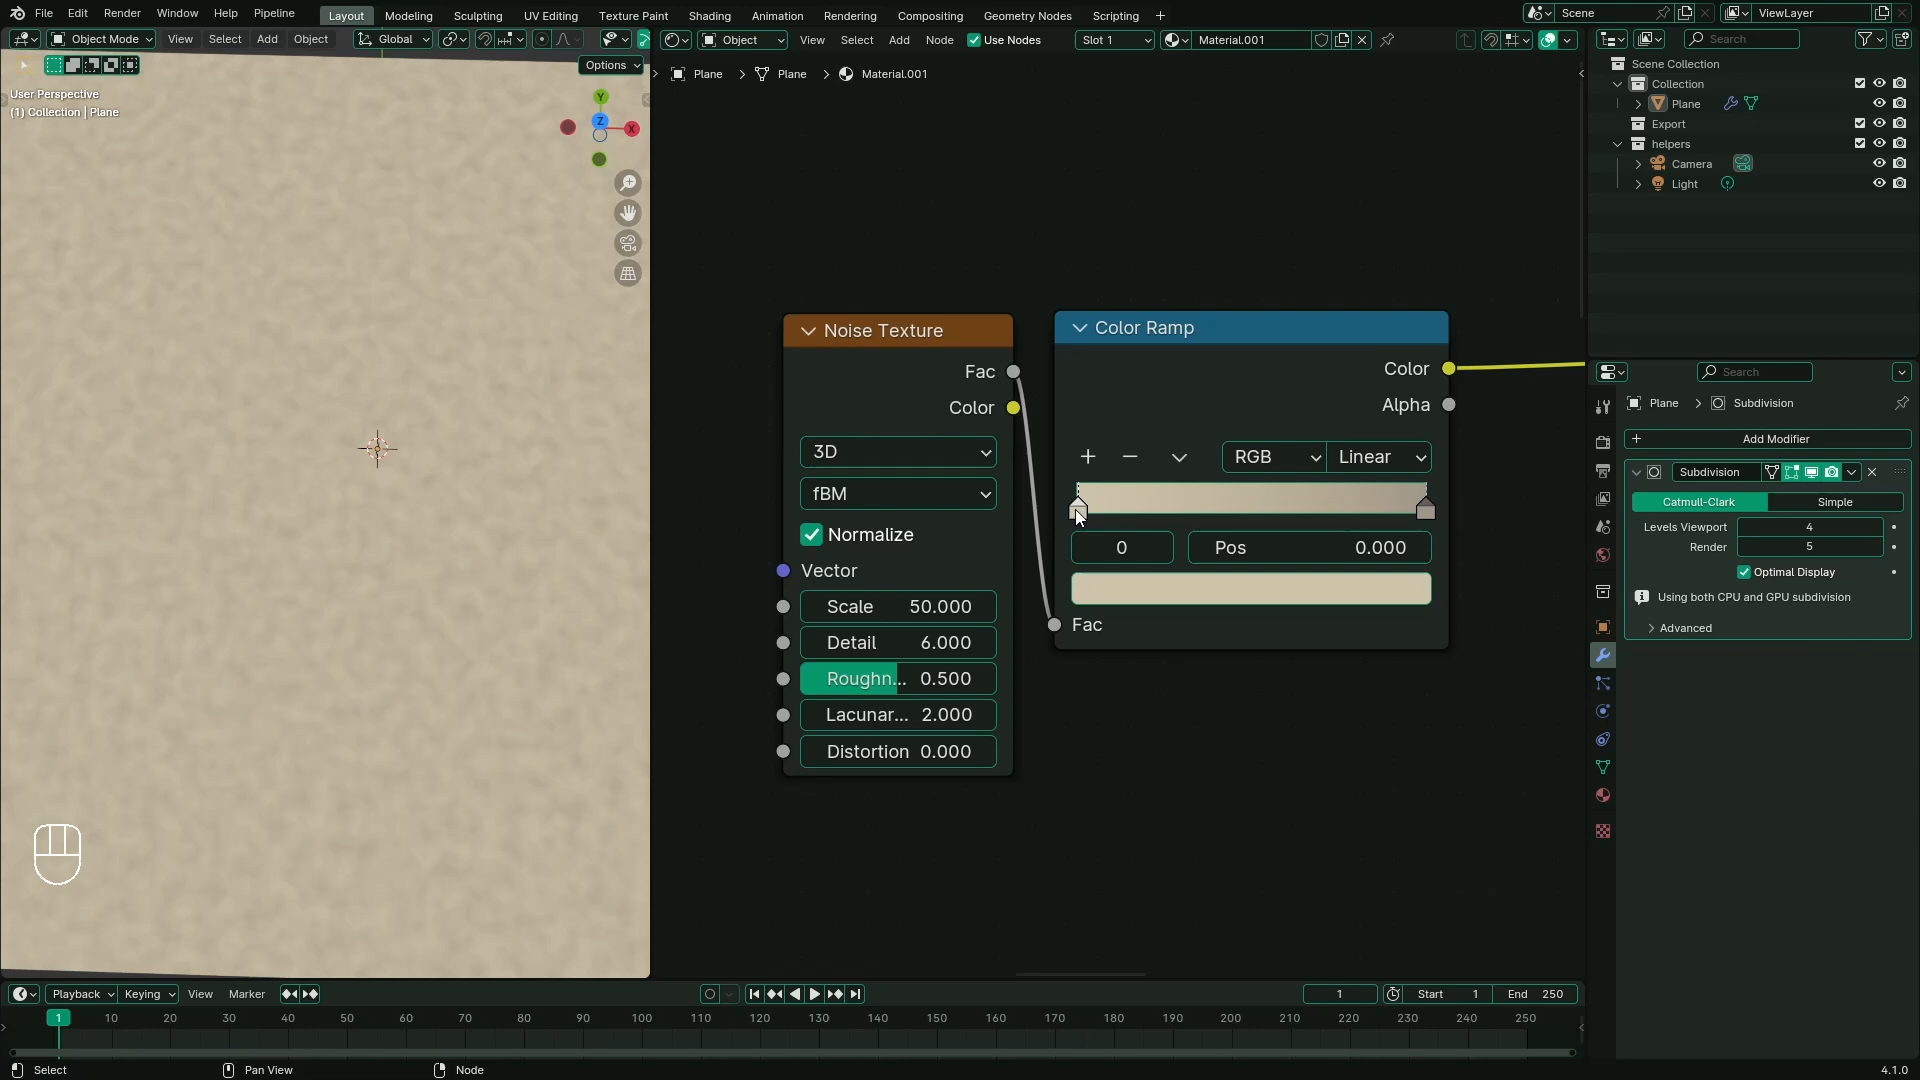 File Edit Render Window Help Pipeline Layout Modeling Sculpting UV Editing Texture Paint Shading Animation Rendering Compositing Geometry Nodes Scripting + Scene ViewLayer
Object Mode View Select Add Object Global Object View Select Add Node Use Nodes Slot 1 Material.001 Search
Options
Plane Plane Material.001
User Perspective
(1) Collection | Plane
Y
Z
X
Scene Collection
Collection
Plane
Export
helpers
Camera
Light
Noise Texture
Fac
Color
3D
fBM
Normalize
Vector
Scale 50.000
Detail 6.000
Roughn... 0.500
Lacunar... 2.000
Distortion 0.000
Color Ramp
Color
Alpha
RGB Linear
0 Pos 0.000
Fac
Search
Plane Subdivision
Add Modifier
Subdivision
Catmull-Clark Simple
Levels Viewport 4
Render 5
Optimal Display
Using both CPU and GPU subdivision
Advanced
Playback Keying View Marker 1 Start 1 End 250
1 10 20 30 40 50 60 70 80 90 100 110 120 130 140 150 160 170 180 190 200 210 220 230 240 250
Select Pan View Node 4.1.0